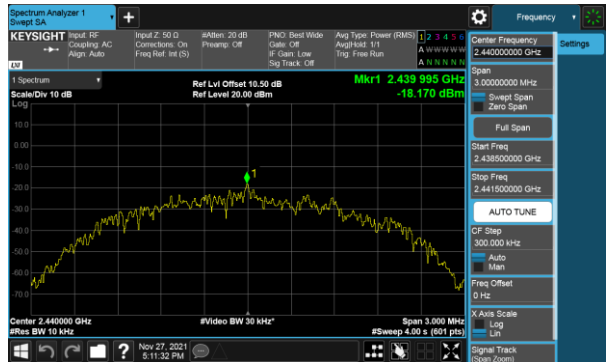 Spectrum Analyzer 1
Swept SA
+
Frequency
KEYSIGHT
Input: RF
Coupling: AC
Align: Auto
Input Z: 50 Ω
Corrections: On
Freq Ref: Int (S)
#Atten: 20 dB
Preamp: Off
PNO: Best Wide
Gate: Off
IF Gain: Low
Sig Track: Off
Avg Type: Power (RMS)
Avg|Hold: 1/1
Trig: Free Run
1 2 3 4 5 6
A W W W W W
A N N N N N
LXI
1 Spectrum
Scale/Div 10 dB
Log
Ref Lvl Offset 10.50 dB
Ref Level 20.00 dBm
Mkr1 2.439 995 GHz
-18.170 dBm
10.0
0.00
-10.0
-20.0
-30.0
-40.0
-50.0
-60.0
-70.0
1
Center 2.440000 GHz
#Res BW 10 kHz
#Video BW 30 kHz*
Span 3.000 MHz
#Sweep 4.00 s (601 pts)
Nov 27, 2021
5:11:32 PM
?
Center Frequency
2.440000000 GHz
Span
3.00000000 MHz
Swept Span
Zero Span
Full Span
Start Freq
2.438500000 GHz
Stop Freq
2.441500000 GHz
AUTO TUNE
CF Step
300.000 kHz
Auto
Man
Freq Offset
0 Hz
X Axis Scale
Log
Lin
Signal Track
(Span Zoom)
Settings